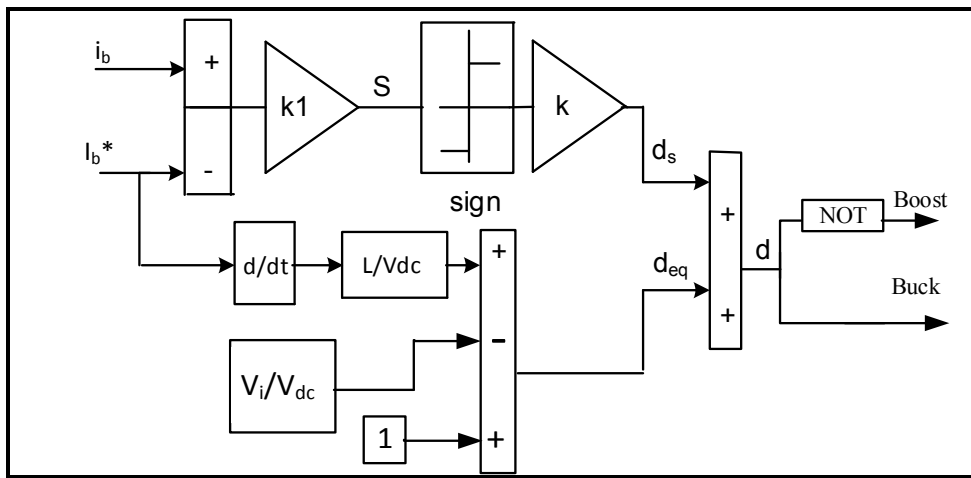 i_b
+
k1
S
k
I_b*
-
sign
d_s
+
NOT
Boost
d/dt
L/Vdc
+
d_eq
d
+
Buck
V_i/V_dc
-
1
+